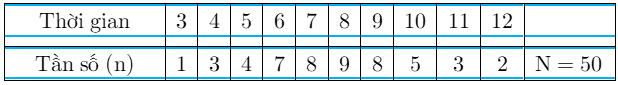 Thời gian 3 4 5 6 7 8 9 10 11 12
Tần số (n) 1 3 4 7 8 9 8 5 3 2 N = 50